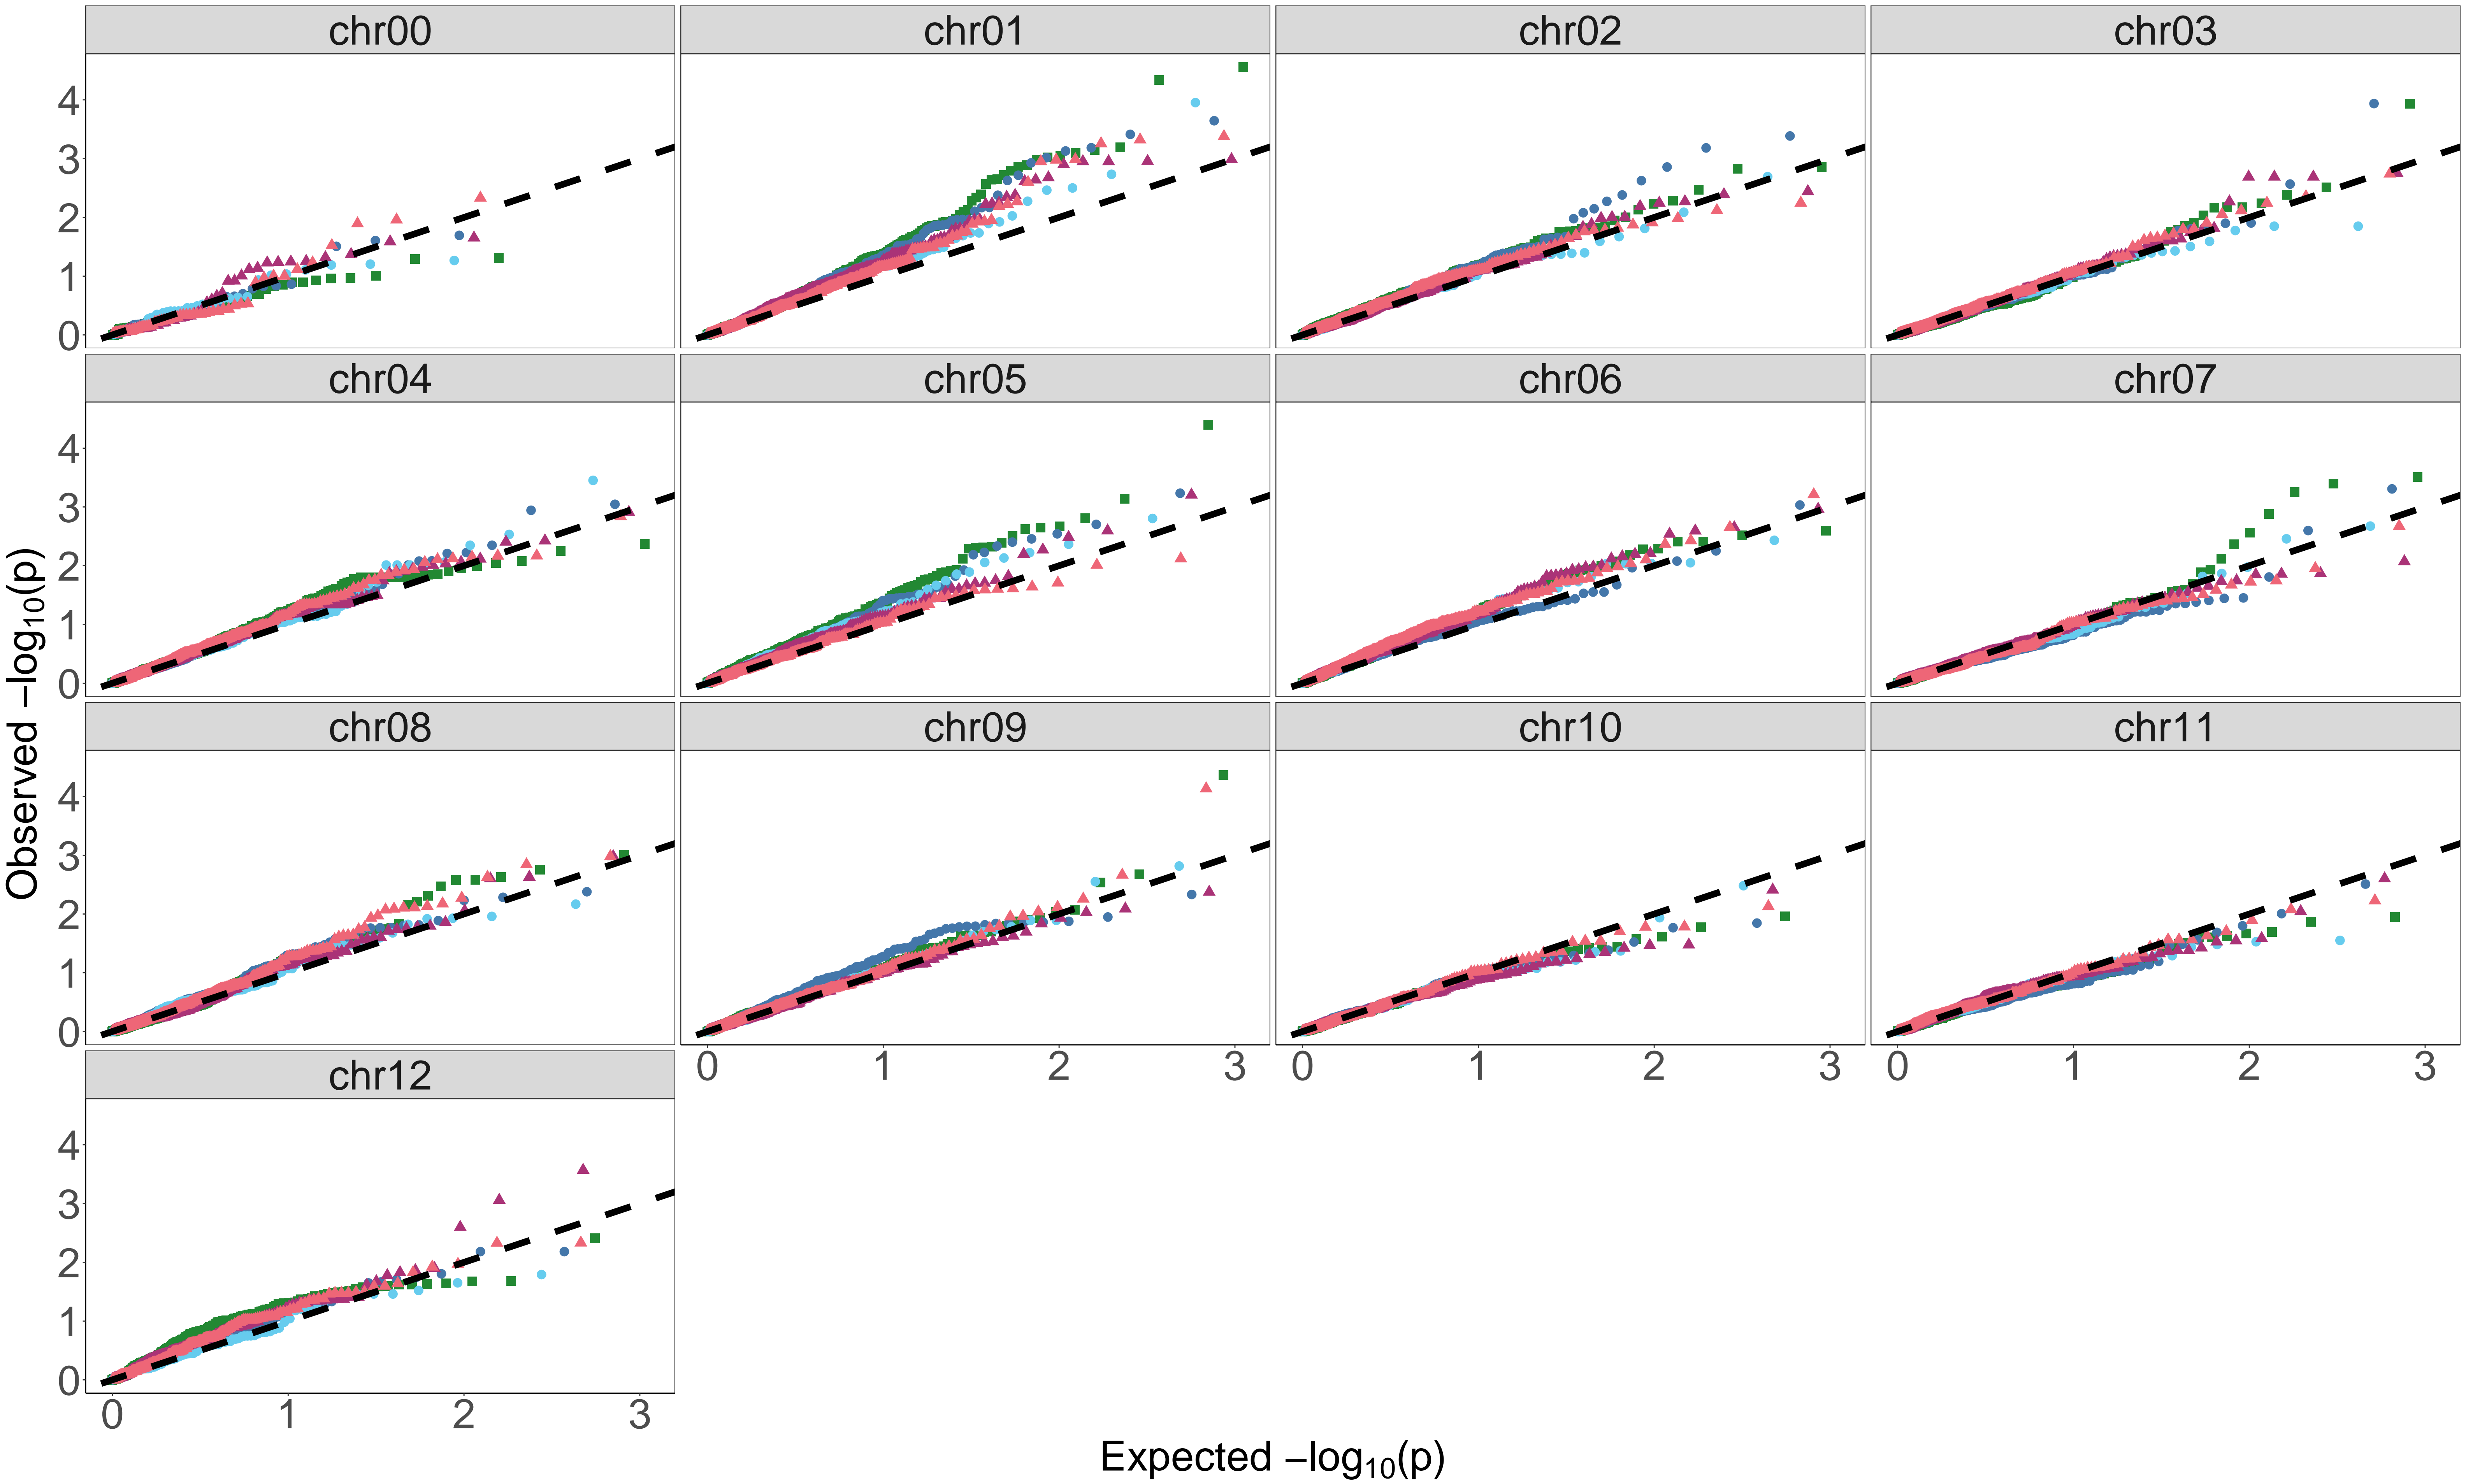 chr00 chr01 chr02 chr03
4
3
2
1
0
chr04 chr05 chr06 chr07
4
3
2
1
0
chr08 chr09 chr10 chr11
4
3
2
1
0
0 1 2 3 0 1 2 3 0 1 2 3
chr12
4
3
2
1
0
0 1 2 3
Observed −log10(p)
Expected −log10(p)